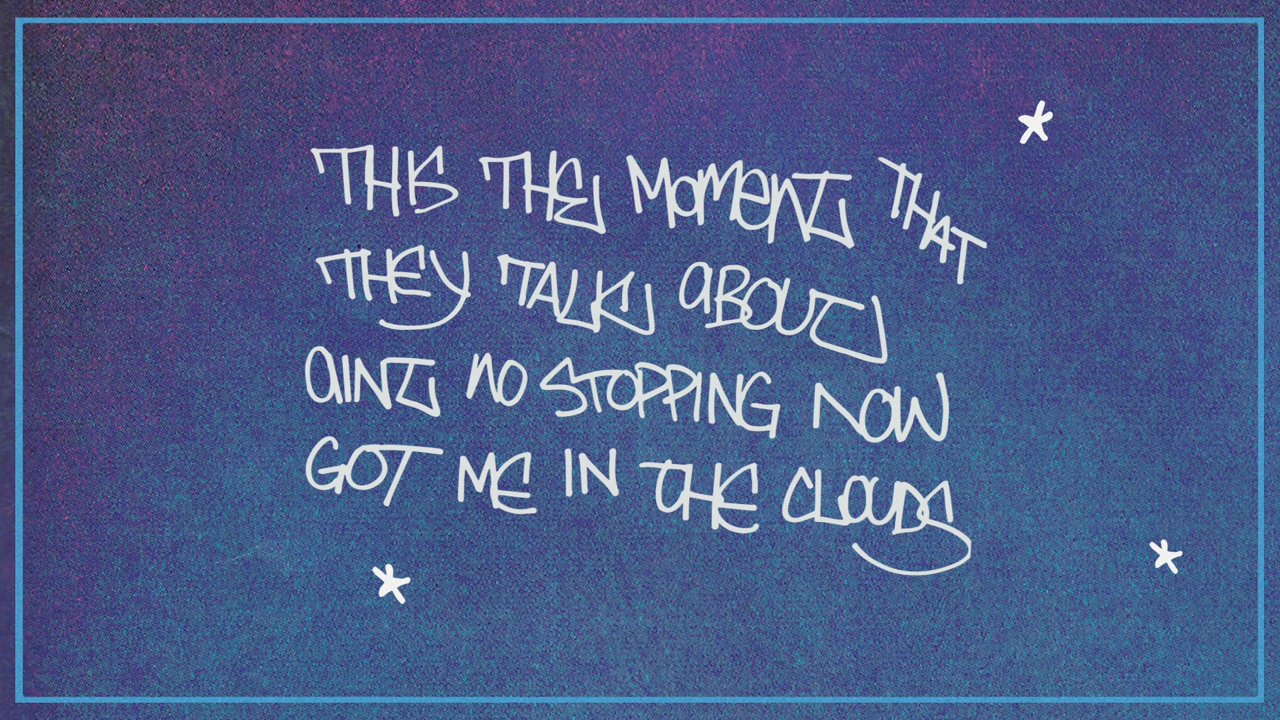 THIS THE MOMENT THAT
THEY TALK ABOUT
AINT NO STOPPING NOW
GOT ME IN THE CLOUDS